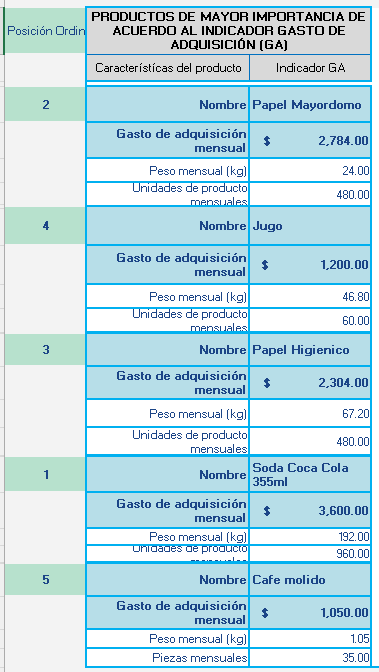 PRODUCTOS DE MAYOR IMPORTANCIA DE
ACUERDO AL INDICADOR GASTO DE
ADQUISICIÓN (GA)
Posición Ordin
Características del producto Indicador GA
2 Nombre Papel Mayordomo
Gasto de adquisición
mensual $ 2,784.00
Peso mensual (kg) 24.00
Unidades de producto
mensuales 480.00
4 Nombre Jugo
Gasto de adquisición
mensual $ 1,200.00
Peso mensual (kg) 46.80
Unidades de producto
mensuales 60.00
3 Nombre Papel Higienico
Gasto de adquisición
mensual $ 2,304.00
Peso mensual (kg) 67.20
Unidades de producto
mensuales 480.00
1 Nombre Soda Coca Cola
355ml
Gasto de adquisición
mensual $ 3,600.00
Peso mensual (kg) 192.00
Unidades de producto 960.00
5 Nombre Cafe molido
Gasto de adquisición
mensual $ 1,050.00
Peso mensual (kg) 1.05
Piezas mensuales 35.00